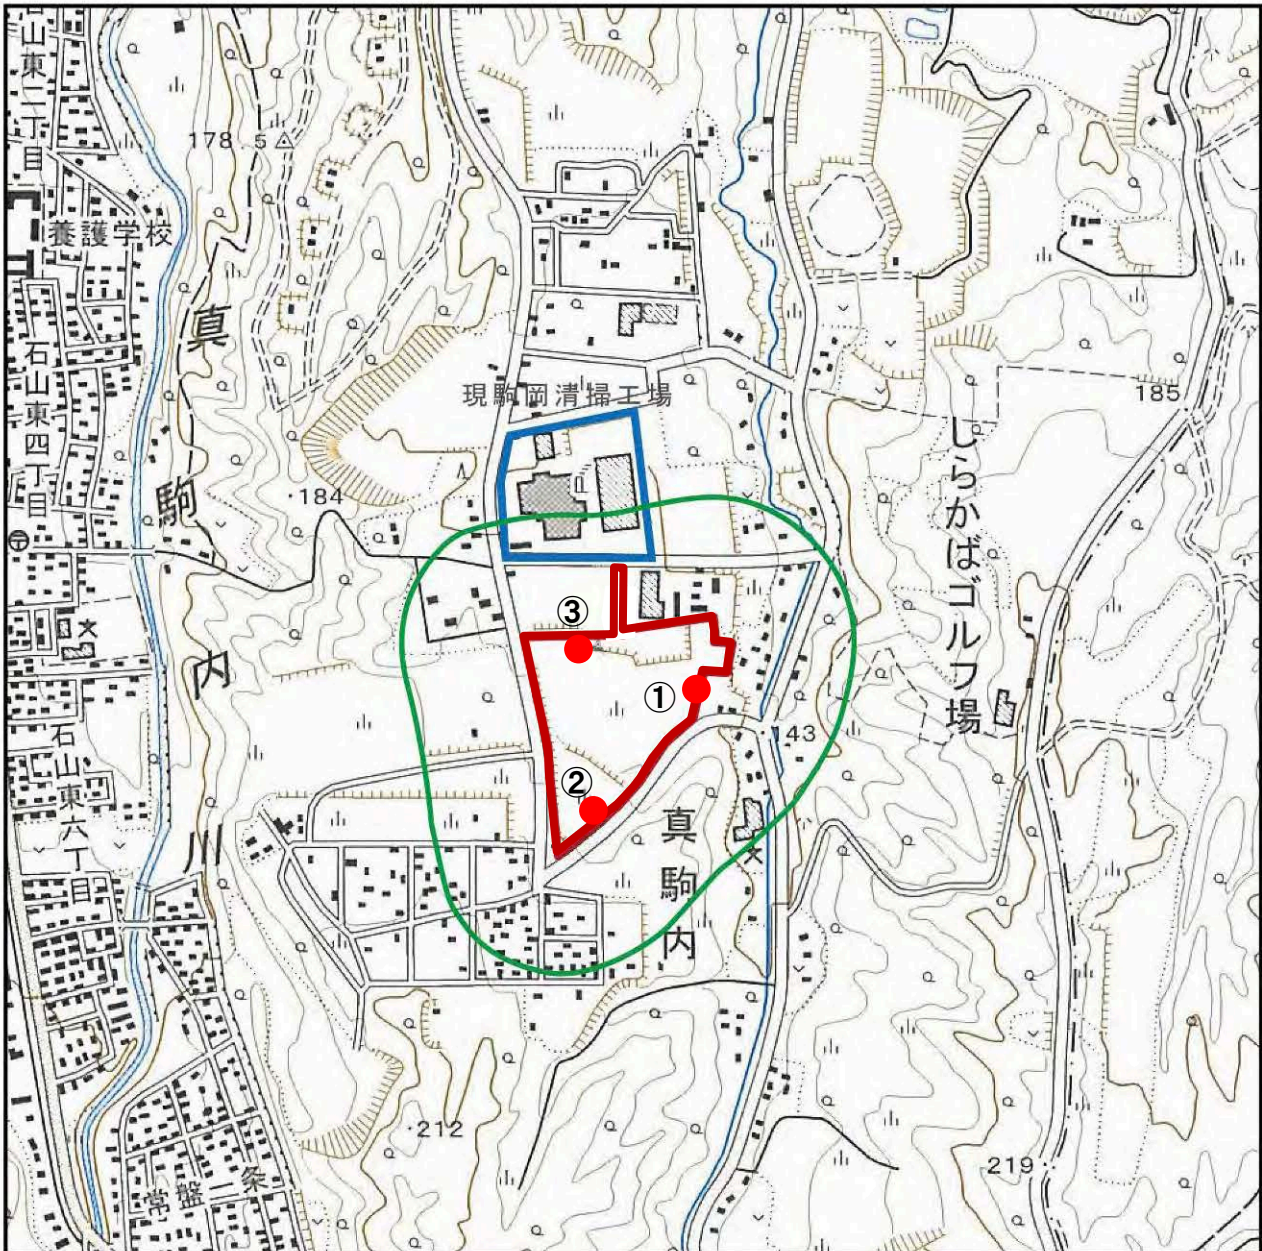 山東二丁目
178.5
養護学校
真駒内川
石山東四丁目
現駒岡清掃工場
185
しらかばゴルフ場
・184
③
①
143
②
石山東六丁目
真駒内
・212
219
常盤一条